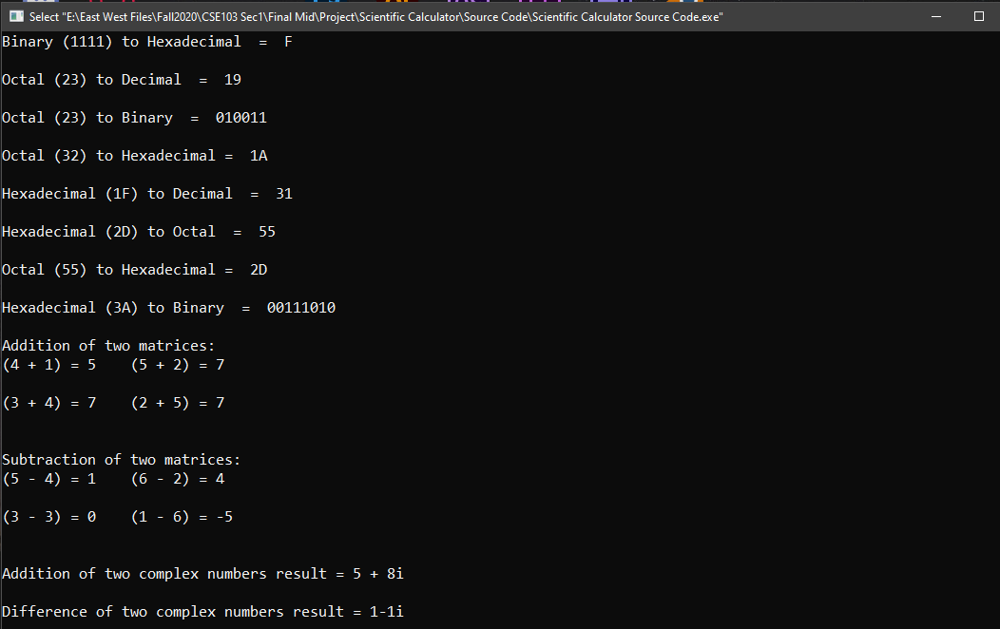 Select "E:\East West Files\Fall2020\CSE103 Sec1\Final Mid\Project\Scientific Calculator\Source Code\Scientific Calculator Source Code.exe"
Binary (1111) to Hexadecimal  =  F
Octal (23) to Decimal  =  19
Octal (23) to Binary  =  010011
Octal (32) to Hexadecimal =  1A
Hexadecimal (1F) to Decimal  =  31
Hexadecimal (2D) to Octal  =  55
Octal (55) to Hexadecimal =  2D
Hexadecimal (3A) to Binary  =  00111010
Addition of two matrices:
(4 + 1) = 5    (5 + 2) = 7
(3 + 4) = 7    (2 + 5) = 7
Subtraction of two matrices:
(5 - 4) = 1    (6 - 2) = 4
(3 - 3) = 0    (1 - 6) = -5
Addition of two complex numbers result = 5 + 8i
Difference of two complex numbers result = 1-1i